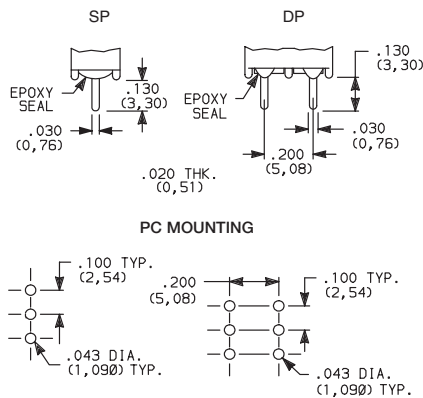 SP
DP
EPOXY
SEAL
.130
(3,30)
.030
(0,76)
EPOXY
SEAL
.130
(3,30)
.030
(0,76)
.200
(5,08)
.020 THK.
(0,51)
PC MOUNTING
.100 TYP.
(2,54)
.043 DIA.
(1,090) TYP.
.200
(5,08)
.100 TYP.
(2,54)
.043 DIA.
(1,090) TYP.